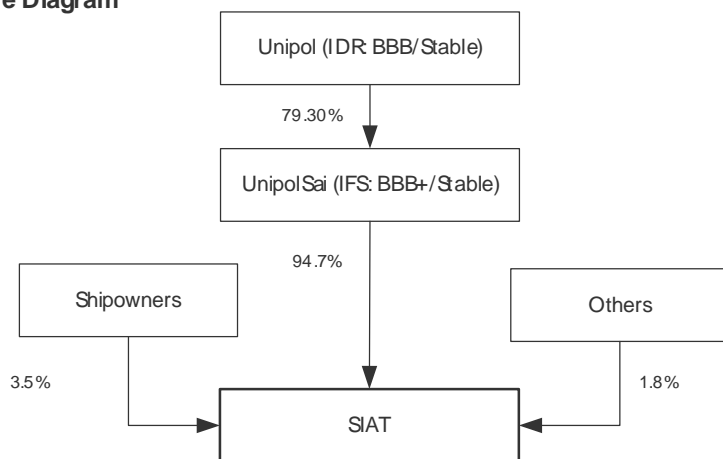 e Diagram
Unipol (IDR: BBB/Stable)
79.30%
UnipolSai (IFS: BBB+/Stable)
94.7%
Shipowners
Others
3.5%
1.8%
SIAT